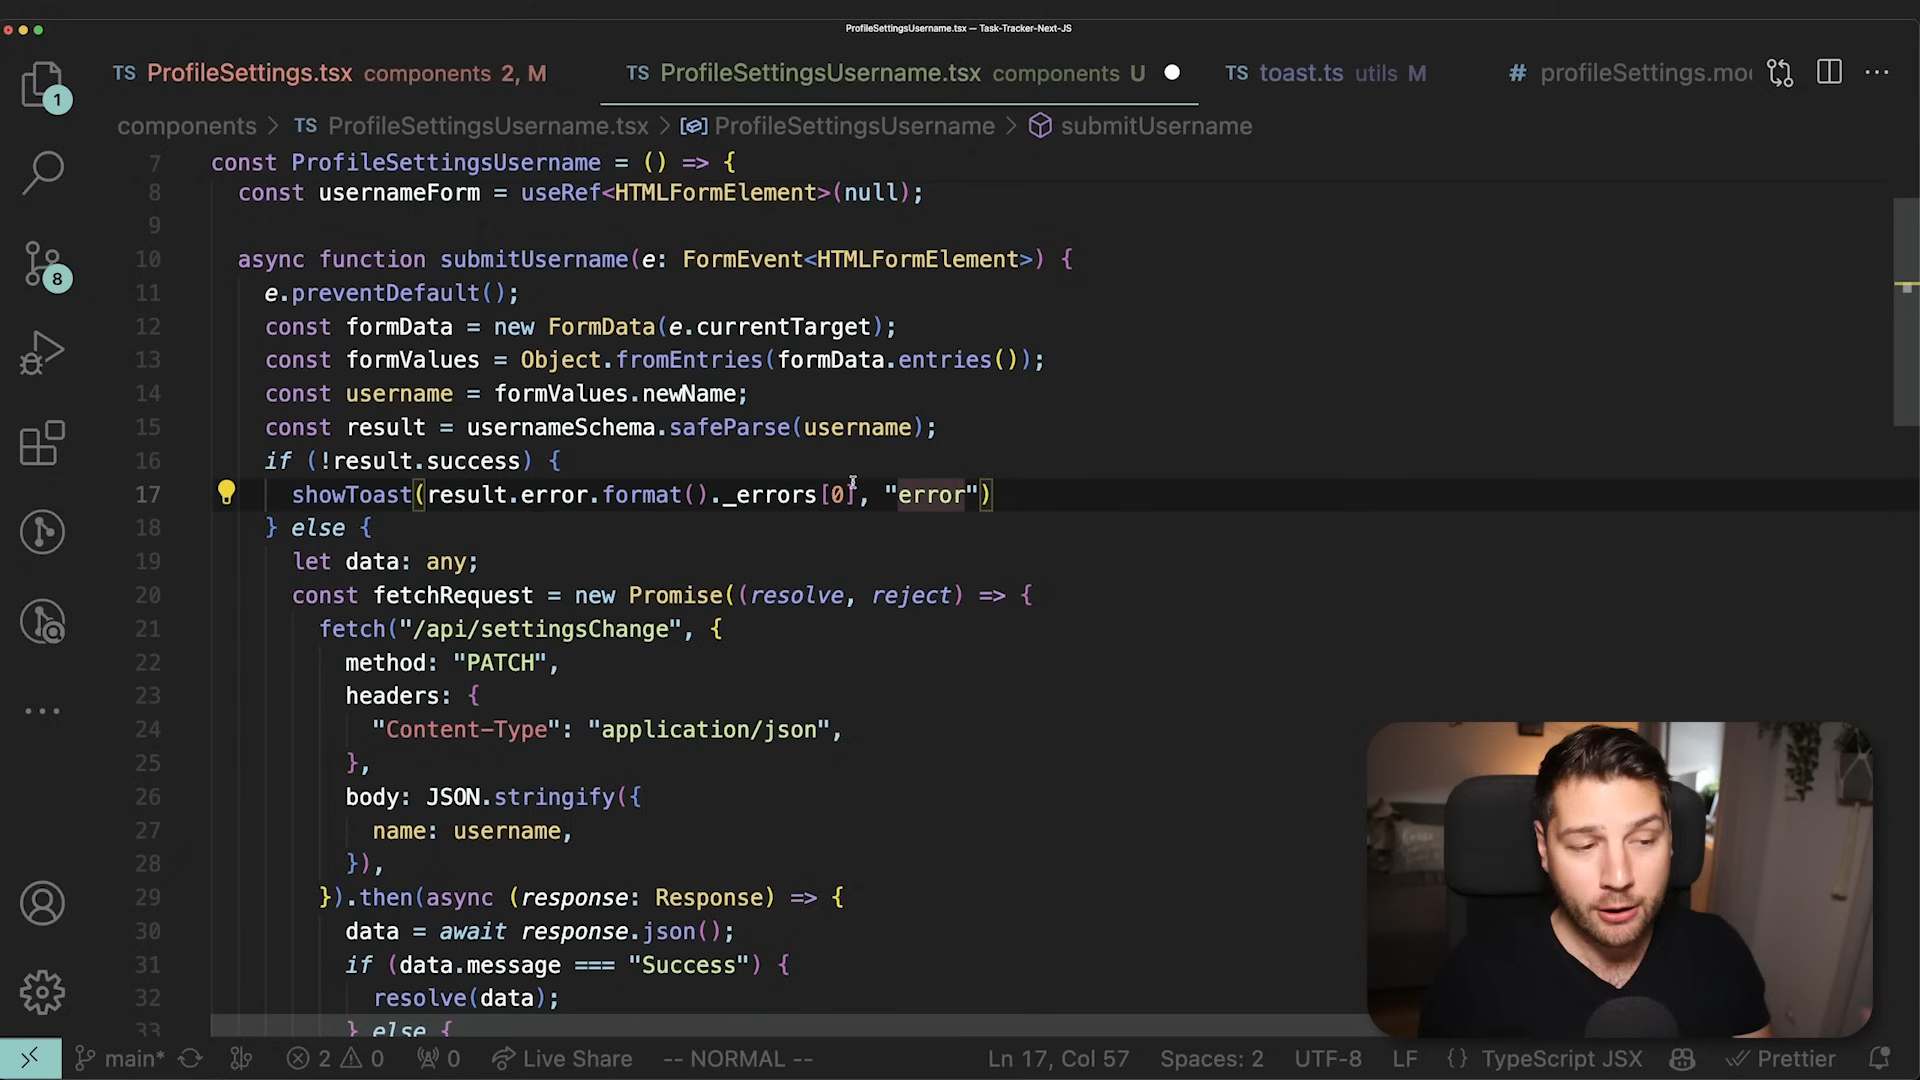 ProfileSettingsUsername.tsx — Task-Tracker-Next-JS
TS ProfileSettings.tsx components 2, M TS ProfileSettingsUsername.tsx components U TS toast.ts utils M # profileSettings.mo
1
components > TS ProfileSettingsUsername.tsx > ProfileSettingsUsername > submitUsername
7 const ProfileSettingsUsername = () => {
8 const usernameForm = useRef<HTMLFormElement>(null);
9
10 async function submitUsername(e: FormEvent<HTMLFormElement>) {
8
11 e.preventDefault();
12 const formData = new FormData(e.currentTarget);
13 const formValues = Object.fromEntries(formData.entries());
14 const username = formValues.newName;
15 const result = usernameSchema.safeParse(username);
16 if (!result.success) {
17 showToast(result.error.format()._errors[0], "error")
18 } else {
19 let data: any;
20 const fetchRequest = new Promise((resolve, reject) => {
21 fetch("/api/settingsChange", {
22 method: "PATCH",
23 headers: {
24 "Content-Type": "application/json",
25 },
26 body: JSON.stringify({
27 name: username,
28 }),
29 }).then(async (response: Response) => {
30 data = await response.json();
31 if (data.message === "Success") {
32 resolve(data);
33 } else {
main* 2 0 0 Live Share -- NORMAL -- Ln 17, Col 57 Spaces: 2 UTF-8 LF {} TypeScript JSX Prettier